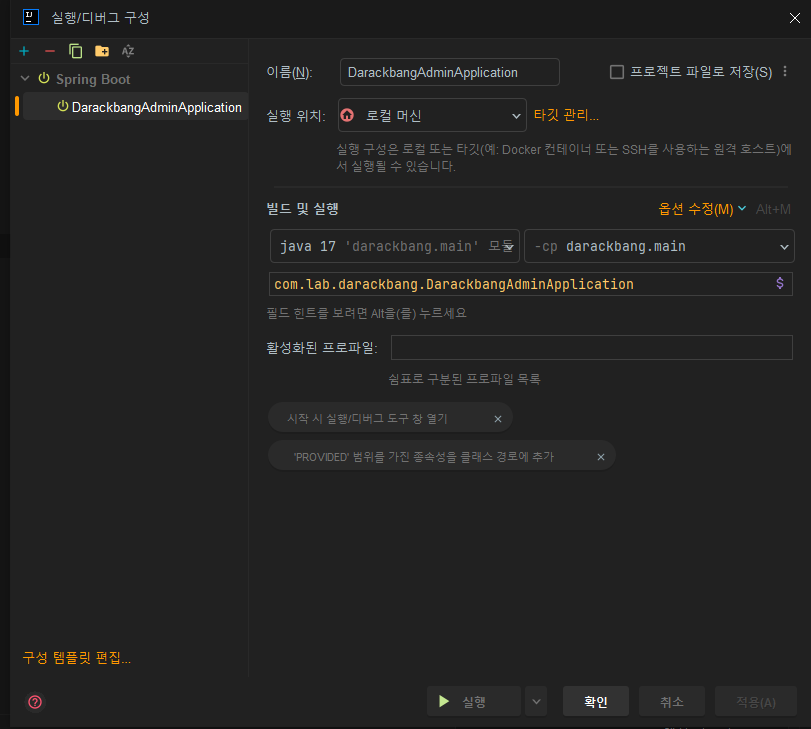 실행/디버그 구성
Spring Boot
DarackbangAdminApplication
이름(N):
DarackbangAdminApplication
프로젝트 파일로 저장(S)
실행 위치:
로컬 머신
타깃 관리...
실행 구성은 로컬 또는 타깃(예: Docker 컨테이너 또는 SSH를 사용하는 원격 호스트)에
서 실행될 수 있습니다.
빌드 및 실행
옵션 수정(M)
Alt+M
java 17 'darackbang.main' 모듈
-cp darackbang.main
com.lab.darackbang.DarackbangAdminApplication
필드 힌트를 보려면 Alt을(를) 누르세요
활성화된 프로파일:
쉼표로 구분된 프로파일 목록
시작 시 실행/디버그 도구 창 열기
'PROVIDED' 범위를 가진 종속성을 클래스 경로에 추가
구성 템플릿 편집...
실행
확인
취소
적용(A)